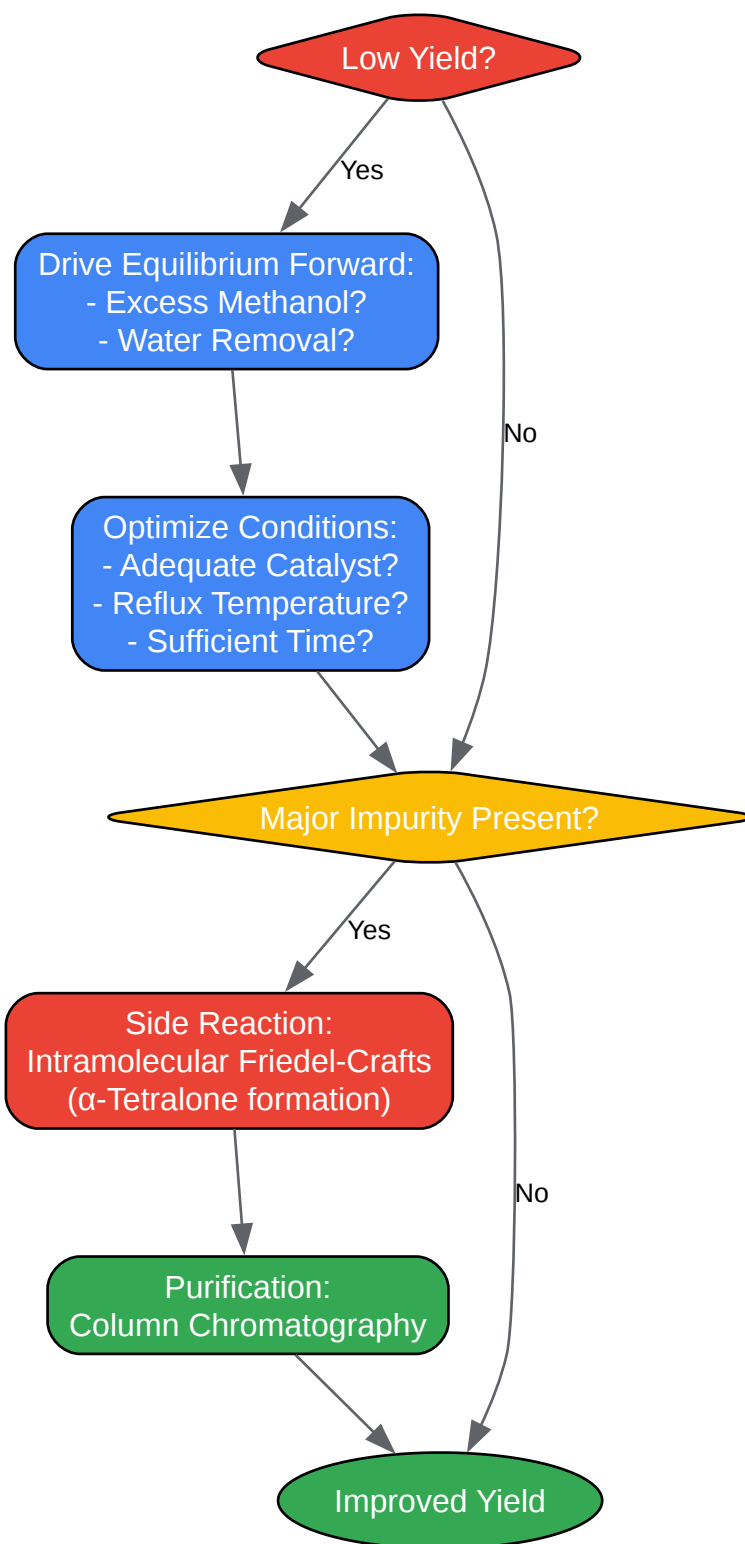 Low Yield?
Yes
Drive Equilibrium Forward:
- Excess Methanol?
- Water Removal?
No
Optimize Conditions:
- Adequate Catalyst?
- Reflux Temperature?
- Sufficient Time?
Major Impurity Present?
Yes
Side Reaction:
Intramolecular Friedel-Crafts
(α-Tetralone formation)
No
Purification:
Column Chromatography
Improved Yield